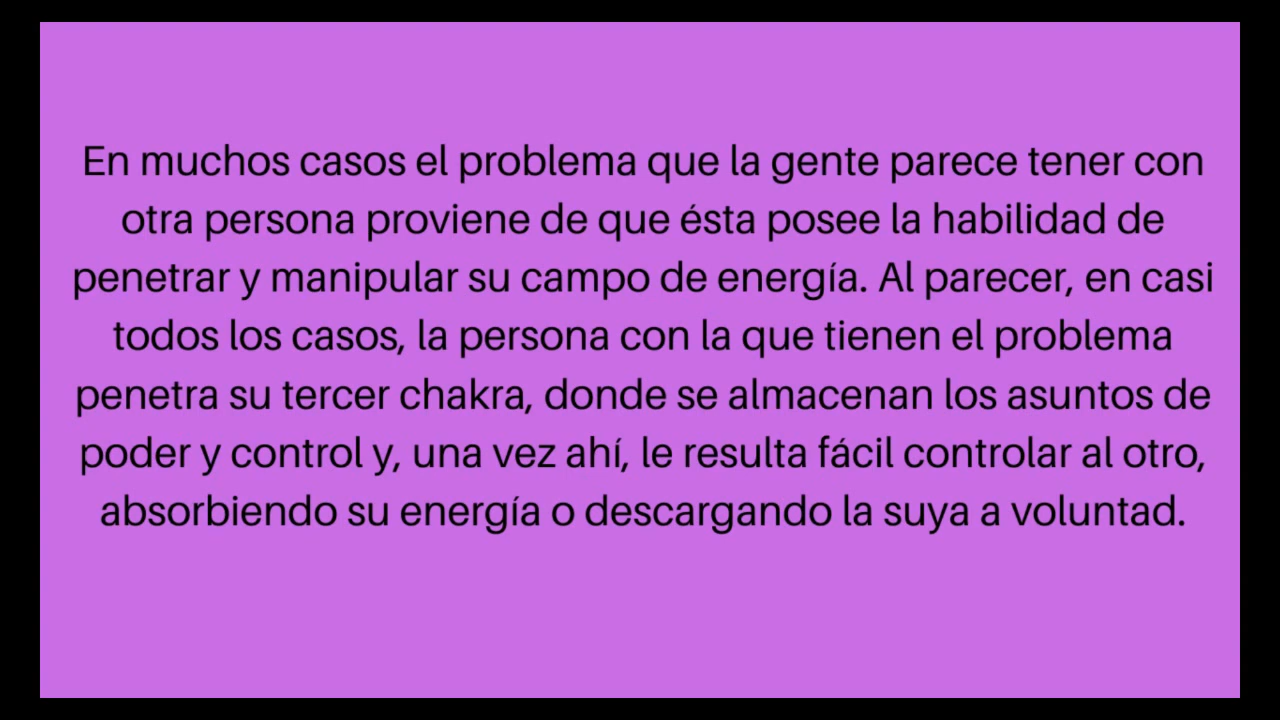 En muchos casos el problema que la gente parece tener con
otra persona proviene de que ésta posee la habilidad de
penetrar y manipular su campo de energía. Al parecer, en casi
todos los casos, la persona con la que tienen el problema
penetra su tercer chakra, donde se almacenan los asuntos de
poder y control y, una vez ahí, le resulta fácil controlar al otro,
absorbiendo su energía o descargando la suya a voluntad.